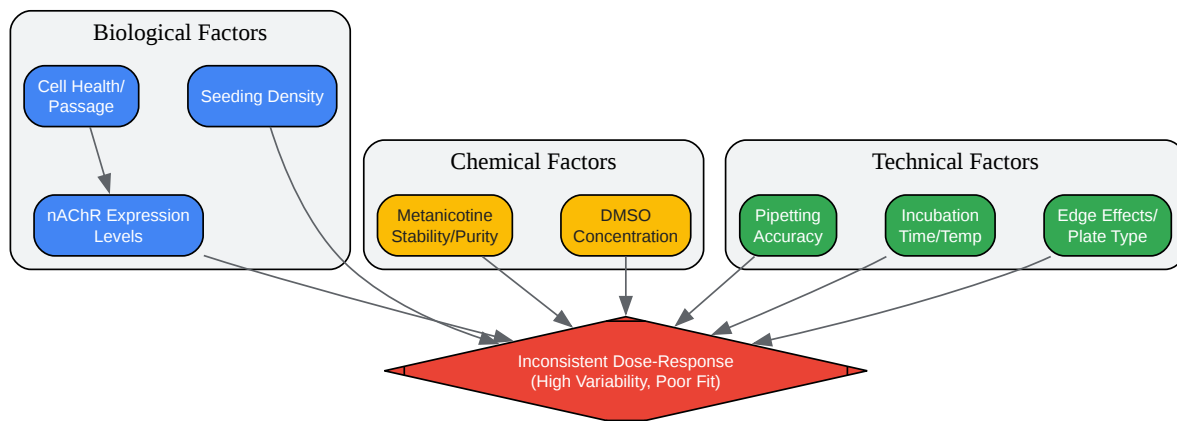 Biological Factors
Cell Health/
Passage
Seeding Density
nAChR Expression
Levels
Chemical Factors
Metanicotine
Stability/Purity
DMSO
Concentration
Technical Factors
Pipetting
Accuracy
Incubation
Time/Temp
Edge Effects/
Plate Type
Inconsistent Dose-Response
(High Variability, Poor Fit)